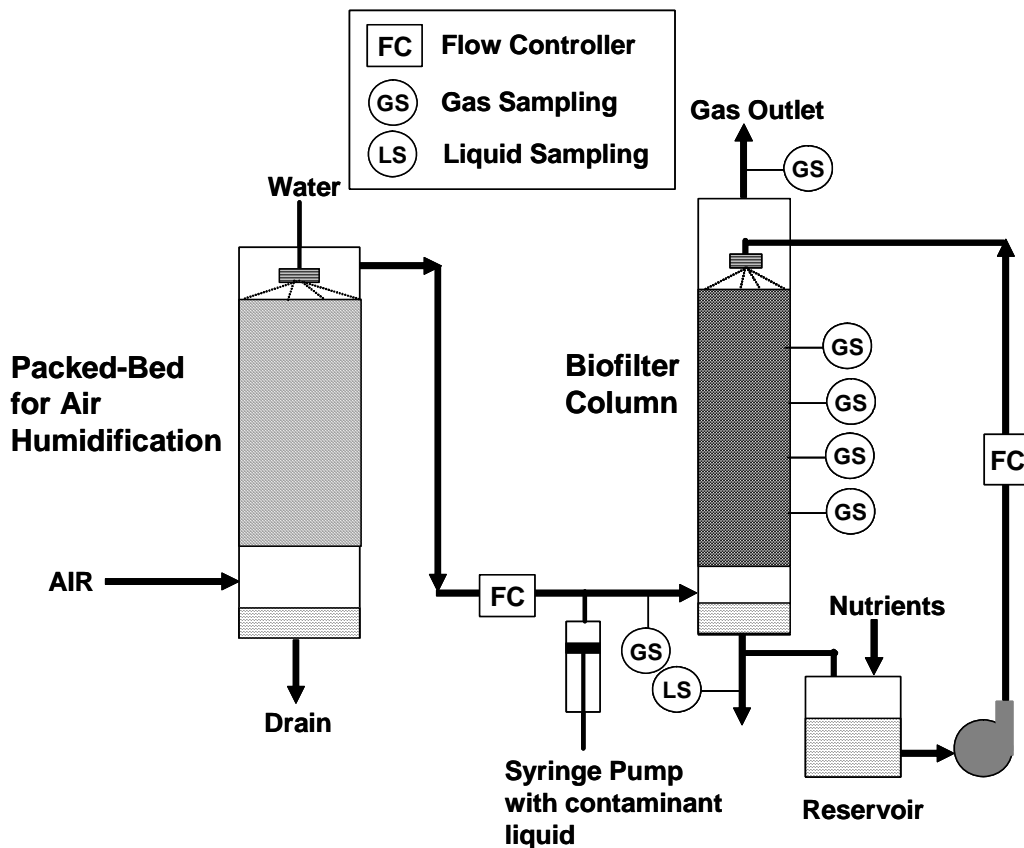 FC Flow Controller
GS Gas Sampling
LS Liquid Sampling
Gas Outlet
GS
Water
Packed-Bed
for Air
Humidification
Biofilter
Column
GS
GS
GS
GS
FC
AIR
FC
GS
LS
Nutrients
Drain
Syringe Pump
with contaminant
liquid
Reservoir